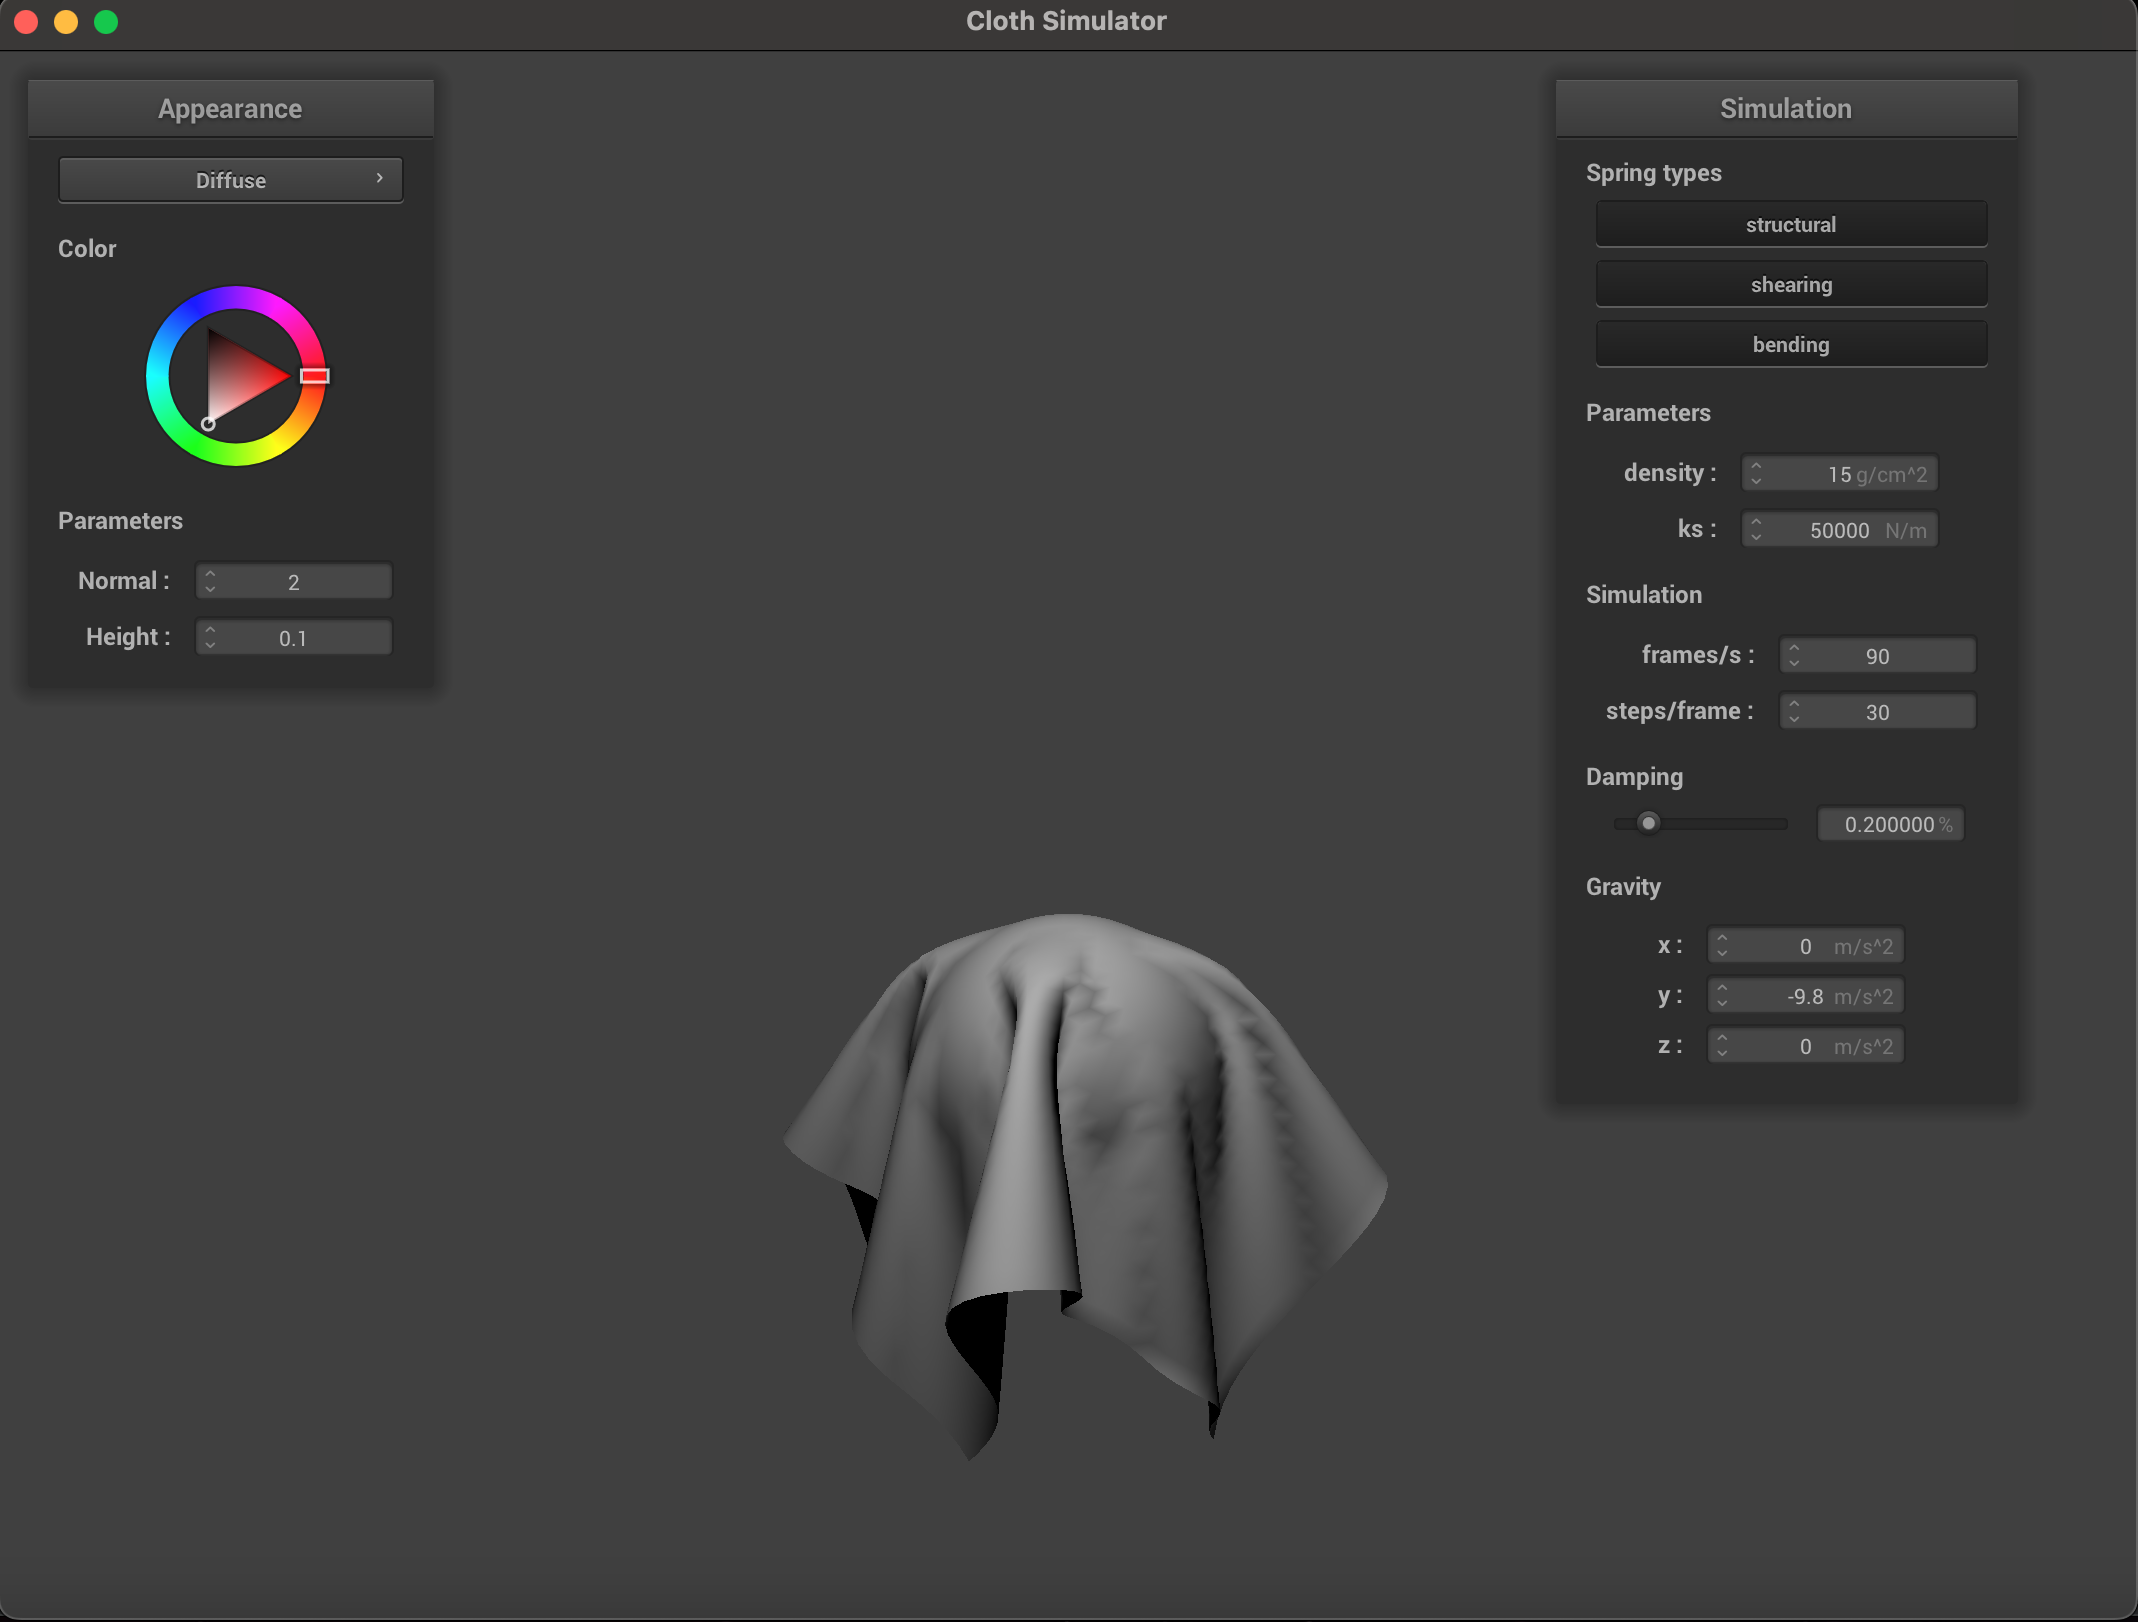 Cloth Simulator
Appearance
Diffuse
Color
Parameters
Normal : 2
Height : 0.1
Simulation
Spring types
structural
shearing
bending
Parameters
density : 15 g/cm^2
ks : 50000 N/m
Simulation
frames/s : 90
steps/frame : 30
Damping
0.200000 %
Gravity
x : 0 m/s^2
y : -9.8 m/s^2
z : 0 m/s^2